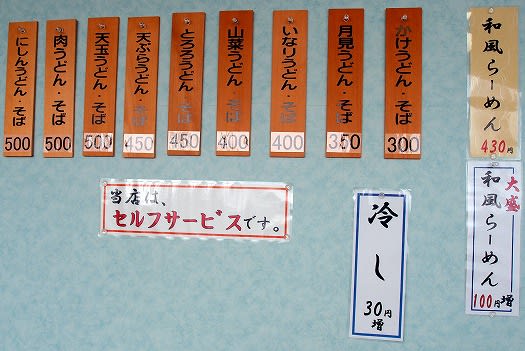 和風らーめん
430円
大盛
和風らーめん
100円増
かけうどん・そば
300
月見うどん・そば
350
いなりうどん・そば
400
山菜うどん・そば
400
とろろうどん・そば
450
天ぷらうどん・そば
450
天玉うどん・そば
500
肉うどん・そば
500
にしんうどん・そば
500
冷し
30円増
当店は、
セルフサービスです。